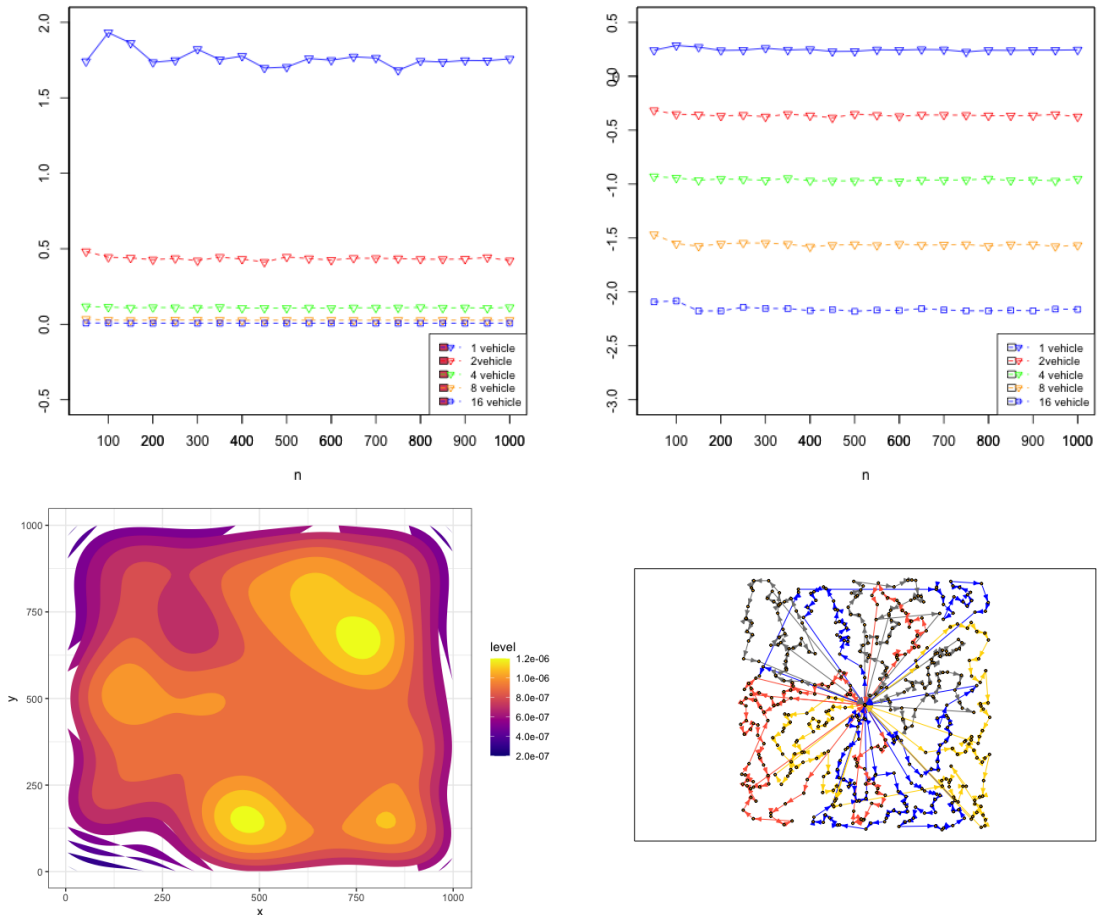 2.0
1.5
1.0
0.5
0.0
-0.5
1 vehicle
2vehicle
4 vehicle
8 vehicle
16 vehicle
100 200 300 400 500 600 700 800 900 1000
n
0.5
0.0
-0.5
-1.0
-1.5
-2.0
-2.5
-3.0
1 vehicle
2vehicle
4 vehicle
8 vehicle
16 vehicle
100 200 300 400 500 600 700 800 900 1000
n
1000
750
500
250
0
y
0 250 500 750 1000
x
level
1.2e-06
1.0e-06
8.0e-07
6.0e-07
4.0e-07
2.0e-07